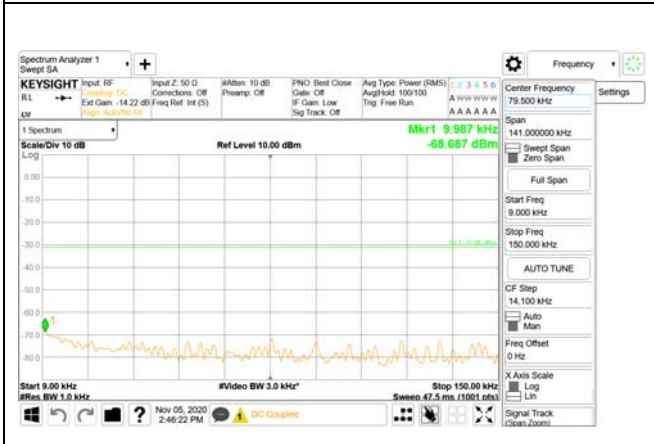 Spectrum Analyzer 1
Swept SA
+
Frequency
KEYSIGHT
RL
Input: RF
Coupling: DC
Ext Gain: -14.22 dB
Align: Auto/No RF
Input Z: 50 Ω
Corrections: Off
Freq Ref: Int (S)
#Atten: 10 dB
Preamp: Off
PNO: Best Close
Gate: Off
IF Gain: Low
Sig Track: Off
Avg Type: Power (RMS)
Avg|Hold: 100/100
Trig: Free Run
1 2 3 4 5 6
A W W W W W
A A A A A A
Center Frequency
79.500 kHz
Settings
Span
141.000000 kHz
Swept Span
Zero Span
Full Span
Start Freq
9.000 kHz
Stop Freq
150.000 kHz
AUTO TUNE
CF Step
14.100 kHz
Auto
Man
Freq Offset
0 Hz
X Axis Scale
Log
Lin
Signal Track
(Span Zoom)
1 Spectrum
Scale/Div 10 dB
Log
Ref Level 10.00 dBm
Mkr1 9.987 kHz
-68.687 dBm
0.00
-10.0
-20.0
-30.0
-40.0
-50.0
-60.0
-70.0
-80.0
1
Start 9.00 kHz
#Res BW 1.0 kHz
#Video BW 3.0 kHz*
Stop 150.00 kHz
Sweep 47.5 ms (1001 pts)
?
Nov 05, 2020
2:46:22 PM
DC Coupled